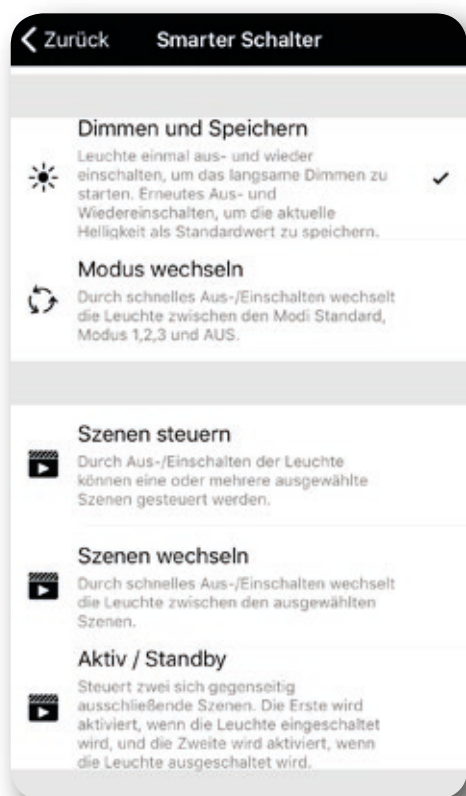 Zurück Smarter Schalter
Dimmen und Speichern
Leuchte einmal aus- und wieder
einschalten, um das langsame Dimmen zu
starten. Erneutes Aus- und
Wiedereinschalten, um die aktuelle
Helligkeit als Standardwert zu speichern.
Modus wechseln
Durch schnelles Aus-/Einschalten wechselt
die Leuchte zwischen den Modi Standard,
Modus 1,2,3 und AUS.
Szenen steuern
Durch Aus-/Einschalten der Leuchte
können eine oder mehrere ausgewählte
Szenen gesteuert werden.
Szenen wechseln
Durch schnelles Aus-/Einschalten wechselt
die Leuchte zwischen den ausgewählten
Szenen.
Aktiv / Standby
Steuert zwei sich gegenseitig
ausschließende Szenen. Die Erste wird
aktiviert, wenn die Leuchte eingeschaltet
wird, und die Zweite wird aktiviert, wenn
die Leuchte ausgeschaltet wird.